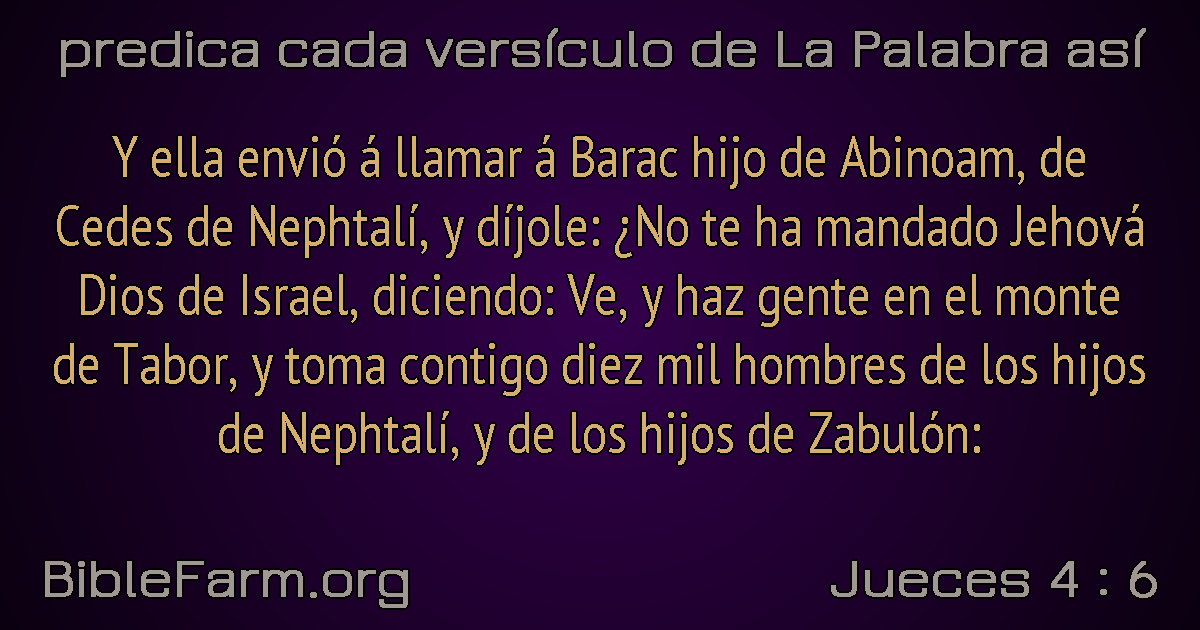 predica cada versículo de La Palabra así
Y ella envió á llamar á Barac hijo de Abinoam, de
Cedes de Nephtalí, y díjole: ¿No te ha mandado Jehová
Dios de Israel, diciendo: Ve, y haz gente en el monte
de Tabor, y toma contigo diez mil hombres de los hijos
de Nephtalí, y de los hijos de Zabulón:
BibleFarm.org
Jueces 4 : 6